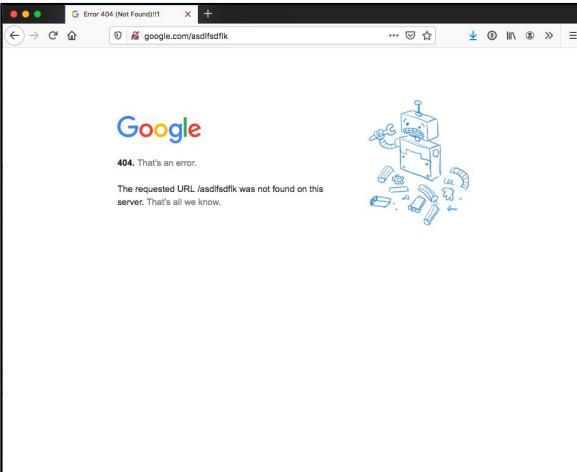 Error 404 (Not Found)!!1
google.com/asdlfsdflk
Google
404. That's an error.
The requested URL /asdlfsdflk was not found on this
server. That's all we know.